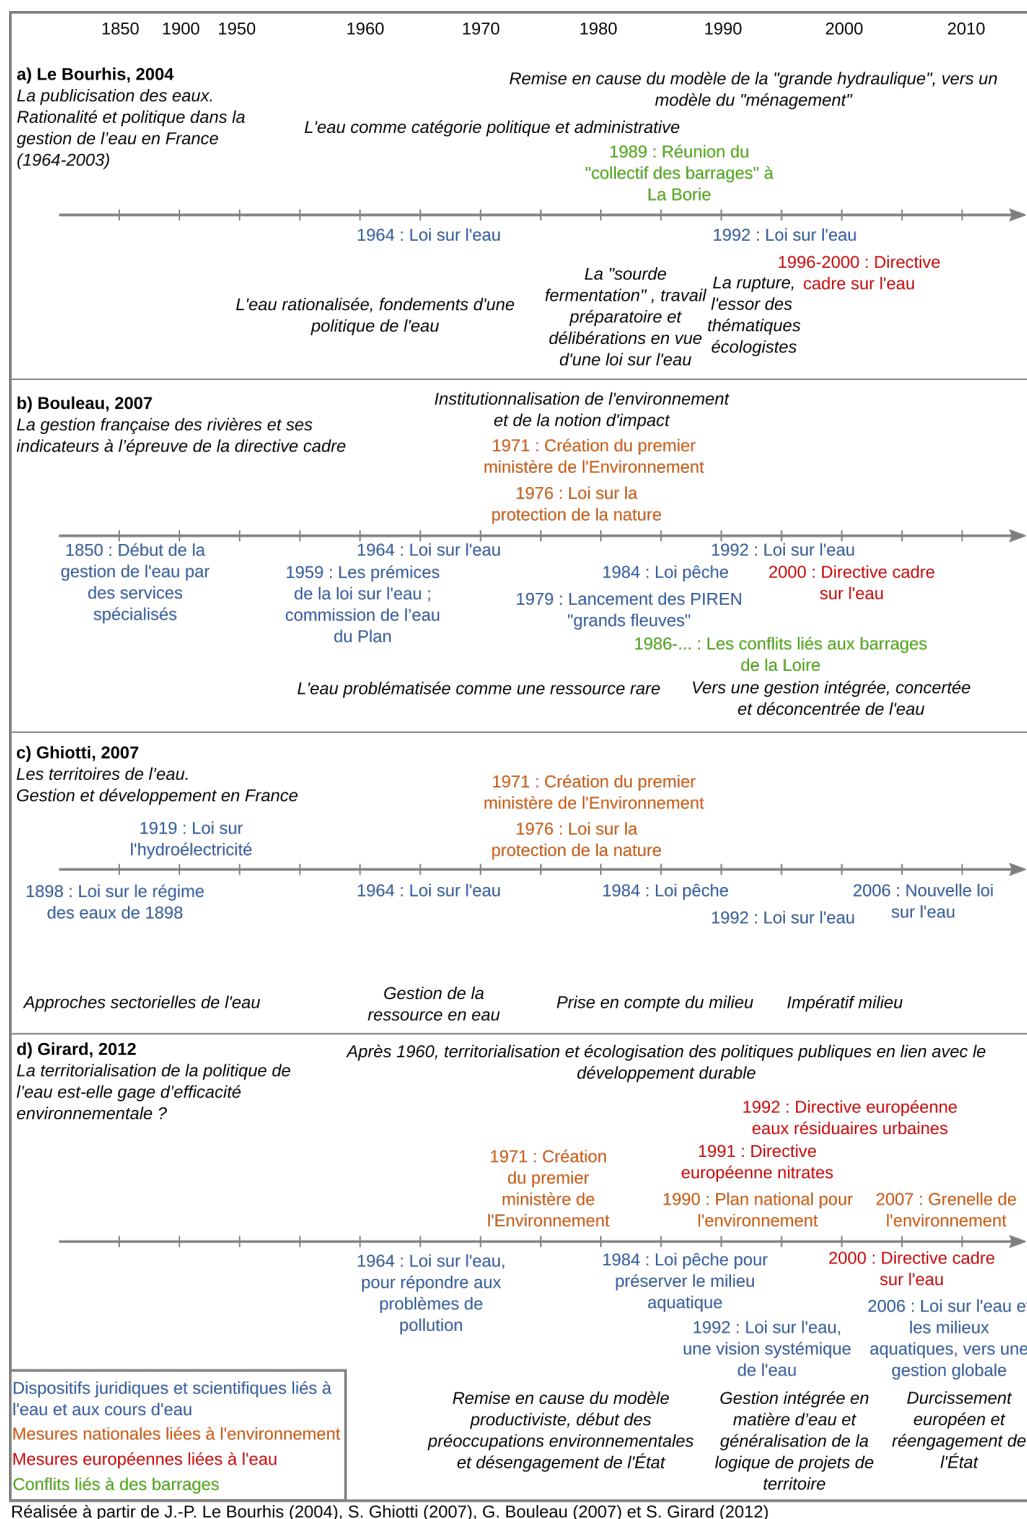 1850 1900 1950 1960 1970 1980 1990 2000 2010
a) Le Bourhis, 2004
La publicisation des eaux.
Rationalité et politique dans la
gestion de l'eau en France
(1964-2003)
Remise en cause du modèle de la "grande hydraulique", vers un
modèle du "ménagement"
L'eau comme catégorie politique et administrative
1989 : Réunion du
"collectif des barrages" à
La Borie
1964 : Loi sur l'eau
1992 : Loi sur l'eau
1996-2000 : Directive
cadre sur l'eau
L'eau rationalisée, fondements d'une
politique de l'eau
La "sourde
fermentation" , travail
préparatoire et
délibérations en vue
d'une loi sur l'eau
La rupture,
l'essor des
thématiques
écologistes
b) Bouleau, 2007
La gestion française des rivières et ses
indicateurs à l'épreuve de la directive cadre
Institutionnalisation de l'environnement
et de la notion d'impact
1971 : Création du premier
ministère de l'Environnement
1976 : Loi sur la
protection de la nature
1850 : Début de la
gestion de l'eau par
des services
spécialisés
1964 : Loi sur l'eau
1959 : Les prémices
de la loi sur l'eau ;
commission de l'eau
du Plan
1992 : Loi sur l'eau
1984 : Loi pêche
2000 : Directive cadre
sur l'eau
1979 : Lancement des PIREN
"grands fleuves"
1986-... : Les conflits liés aux barrages
de la Loire
L'eau problématisée comme une ressource rare
Vers une gestion intégrée, concertée
et déconcentrée de l'eau
c) Ghiotti, 2007
Les territoires de l'eau.
Gestion et développement en France
1971 : Création du premier
ministère de l'Environnement
1919 : Loi sur
l'hydroélectricité
1976 : Loi sur la
protection de la nature
1898 : Loi sur le régime
des eaux de 1898
1964 : Loi sur l'eau
1984 : Loi pêche
1992 : Loi sur l'eau
2006 : Nouvelle loi
sur l'eau
Approches sectorielles de l'eau
Gestion de la
ressource en eau
Prise en compte du milieu
Impératif milieu
d) Girard, 2012
La territorialisation de la politique de
l'eau est-elle gage d'efficacité
environnementale ?
Après 1960, territorialisation et écologisation des politiques publiques en lien avec le
développement durable
1992 : Directive européenne
eaux résiduaires urbaines
1991 : Directive
européenne nitrates
1971 : Création
du premier
ministère de
l'Environnement
1990 : Plan national pour
l'environnement
2007 : Grenelle de
l'environnement
1964 : Loi sur l'eau,
pour répondre aux
problèmes de
pollution
1984 : Loi pêche pour
préserver le milieu
aquatique
2000 : Directive cadre
sur l'eau
1992 : Loi sur l'eau,
une vision systémique
de l'eau
2006 : Loi sur l'eau et
les milieux
aquatiques, vers une
gestion globale
Remise en cause du modèle
productiviste, début des
préoccupations environnementales
et désengagement de l'État
Gestion intégrée en
matière d'eau et
généralisation de la
logique de projets de
territoire
Durcissement
européen et
réengagement de
l'État
Dispositifs juridiques et scientifiques liés à
l'eau et aux cours d'eau
Mesures nationales liées à l'environnement
Mesures européennes liées à l'eau
Conflits liés à des barrages
Réalisée à partir de J.-P. Le Bourhis (2004), S. Ghiotti (2007), G. Bouleau (2007) et S. Girard (2012)